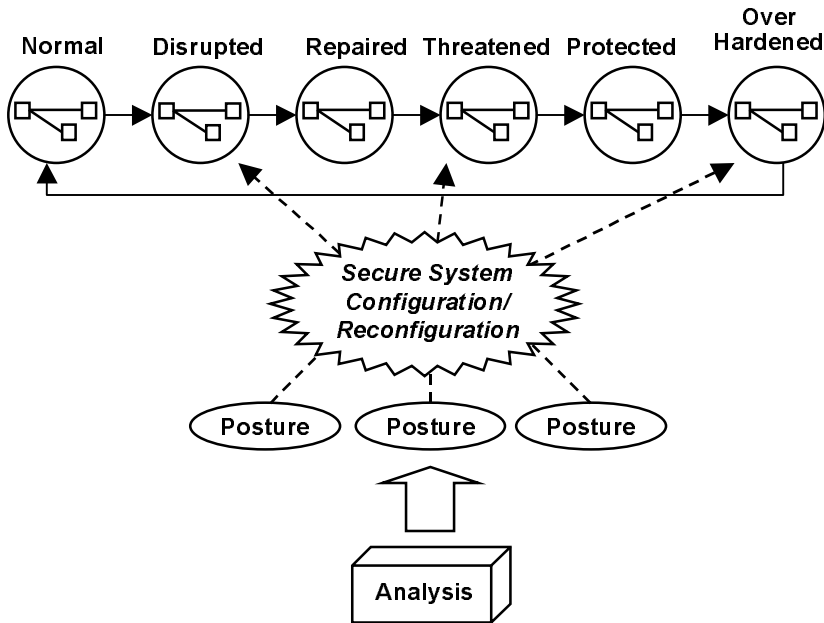 Normal
Disrupted
Repaired
Threatened
Protected
Over
Hardened
Secure System
Configuration/
Reconfiguration
Posture
Posture
Posture
Analysis